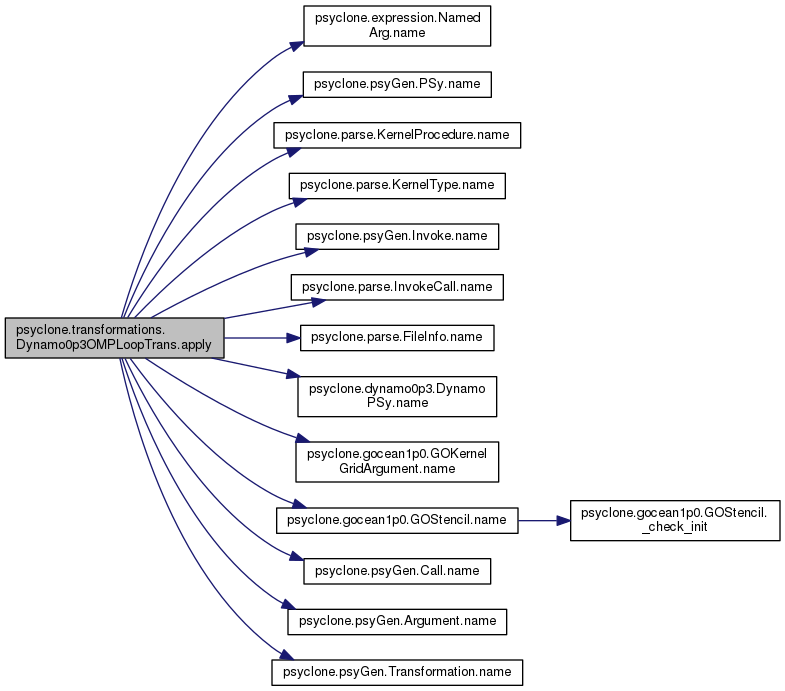 psyclone.expression.Named
Arg.name
psyclone.psyGen.PSy.name
psyclone.parse.KernelProcedure.name
psyclone.parse.KernelType.name
psyclone.psyGen.Invoke.name
psyclone.parse.InvokeCall.name
psyclone.transformations.
Dynamo0p3OMPLoopTrans.apply
psyclone.parse.FileInfo.name
psyclone.dynamo0p3.Dynamo
PSy.name
psyclone.gocean1p0.GOKernel
GridArgument.name
psyclone.gocean1p0.GOStencil.name
psyclone.gocean1p0.GOStencil.
_check_init
psyclone.psyGen.Call.name
psyclone.psyGen.Argument.name
psyclone.psyGen.Transformation.name